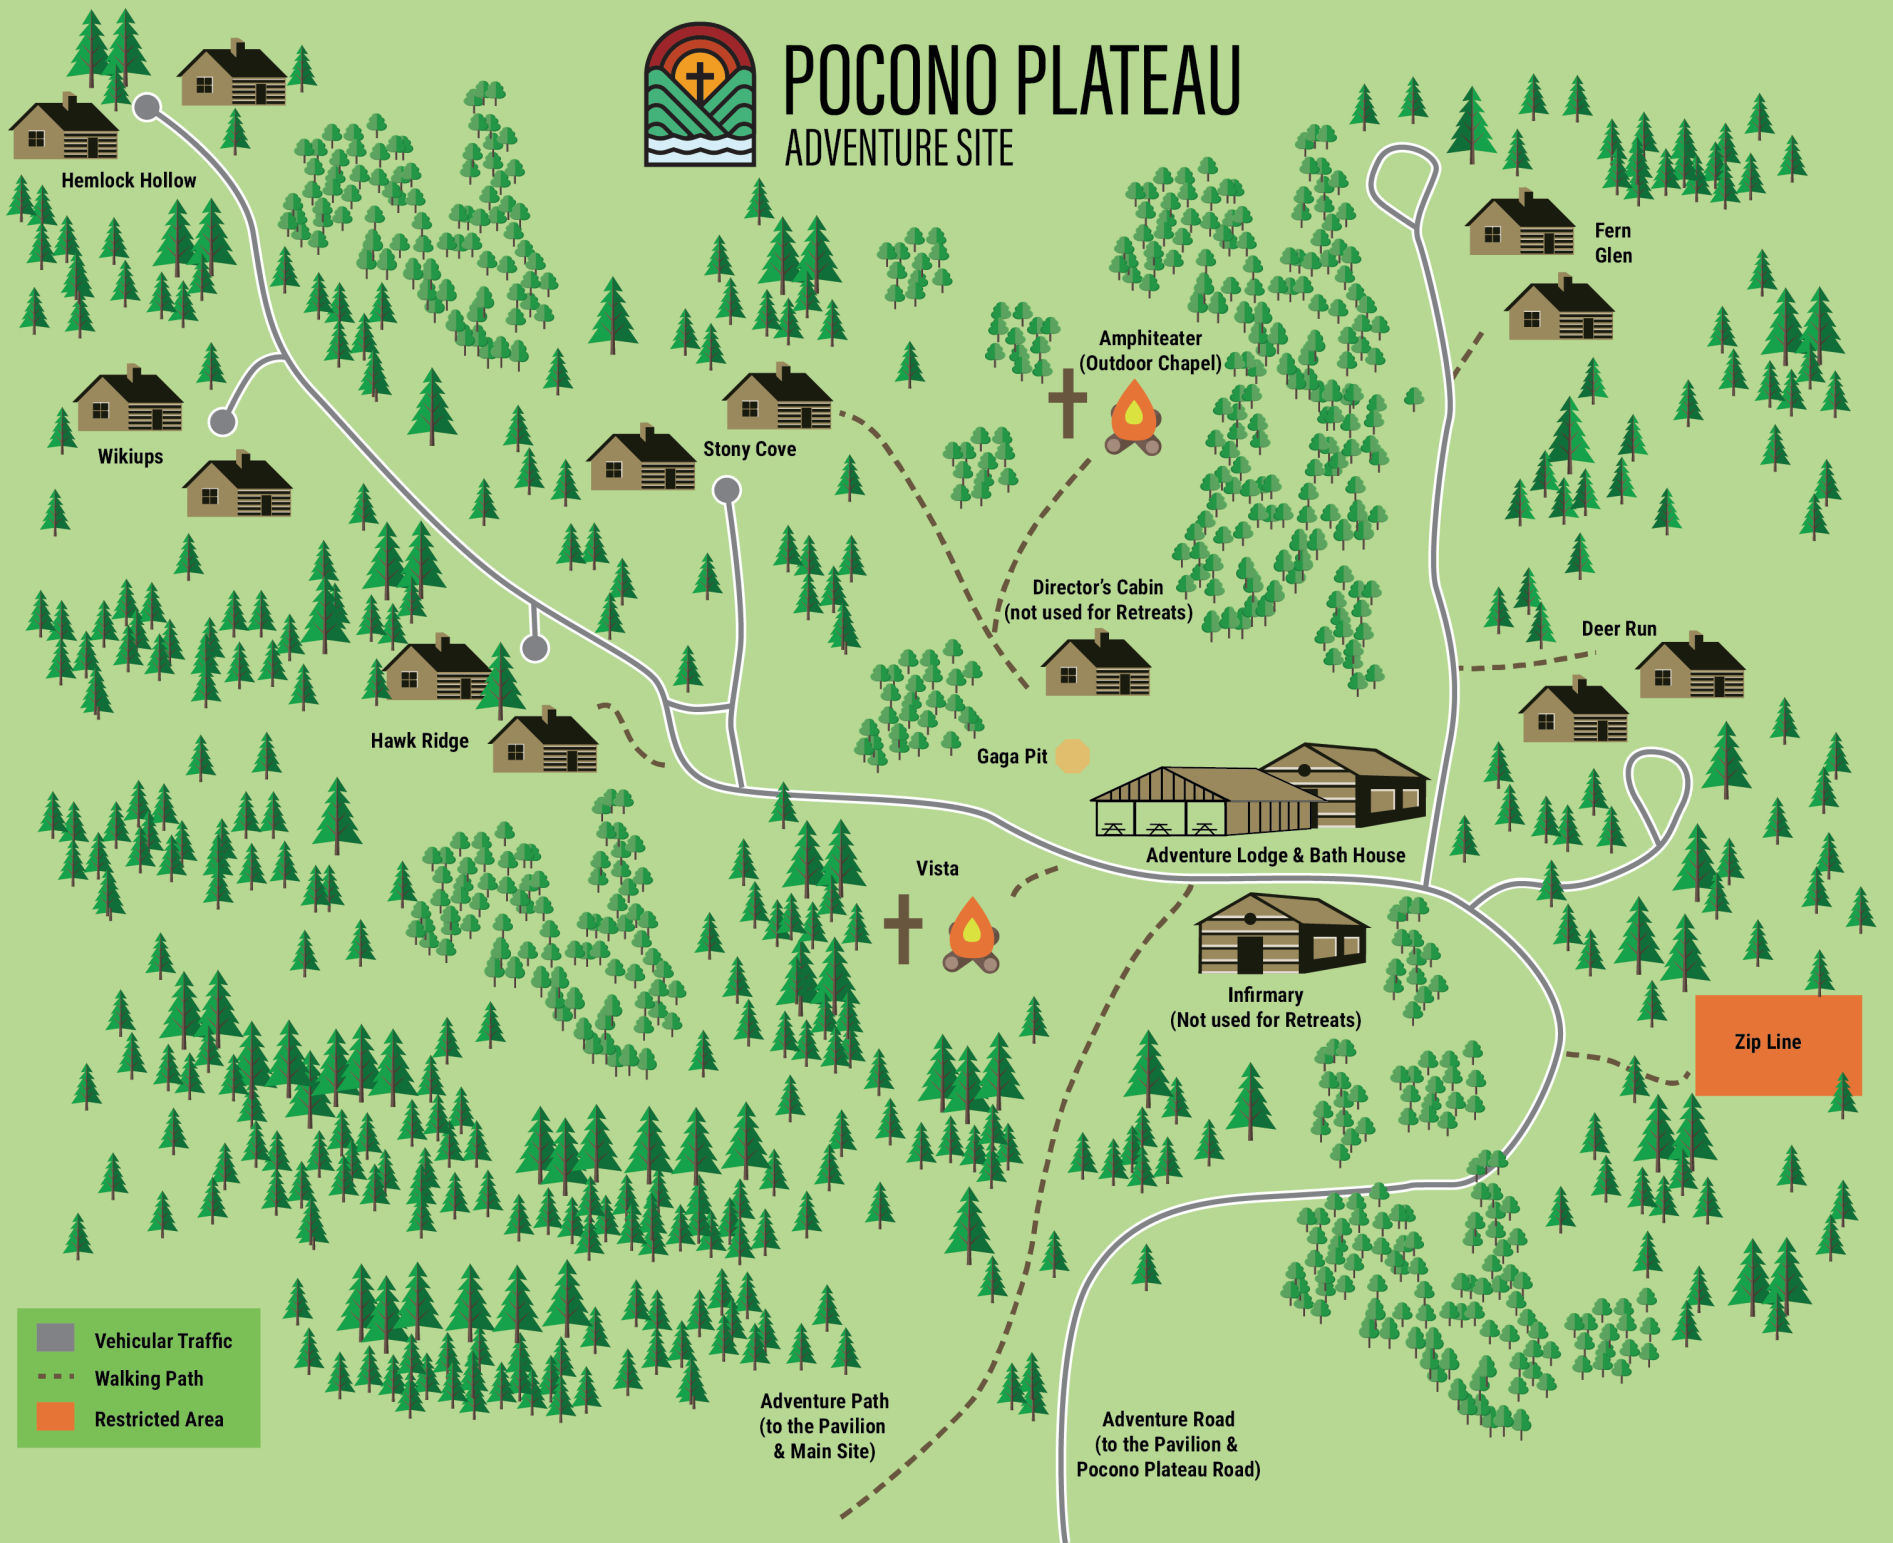 POCONO PLATEAU
ADVENTURE SITE
Hemlock Hollow
Fern
Glen
Amphiteater
(Outdoor Chapel)
Wikiups
Stony Cove
Director's Cabin
(not used for Retreats)
Deer Run
Hawk Ridge
Gaga Pit
Adventure Lodge & Bath House
Vista
Infirmary
(Not used for Retreats)
Zip Line
Vehicular Traffic
Walking Path
Restricted Area
Adventure Path
(to the Pavilion
& Main Site)
Adventure Road
(to the Pavilion &
Pocono Plateau Road)